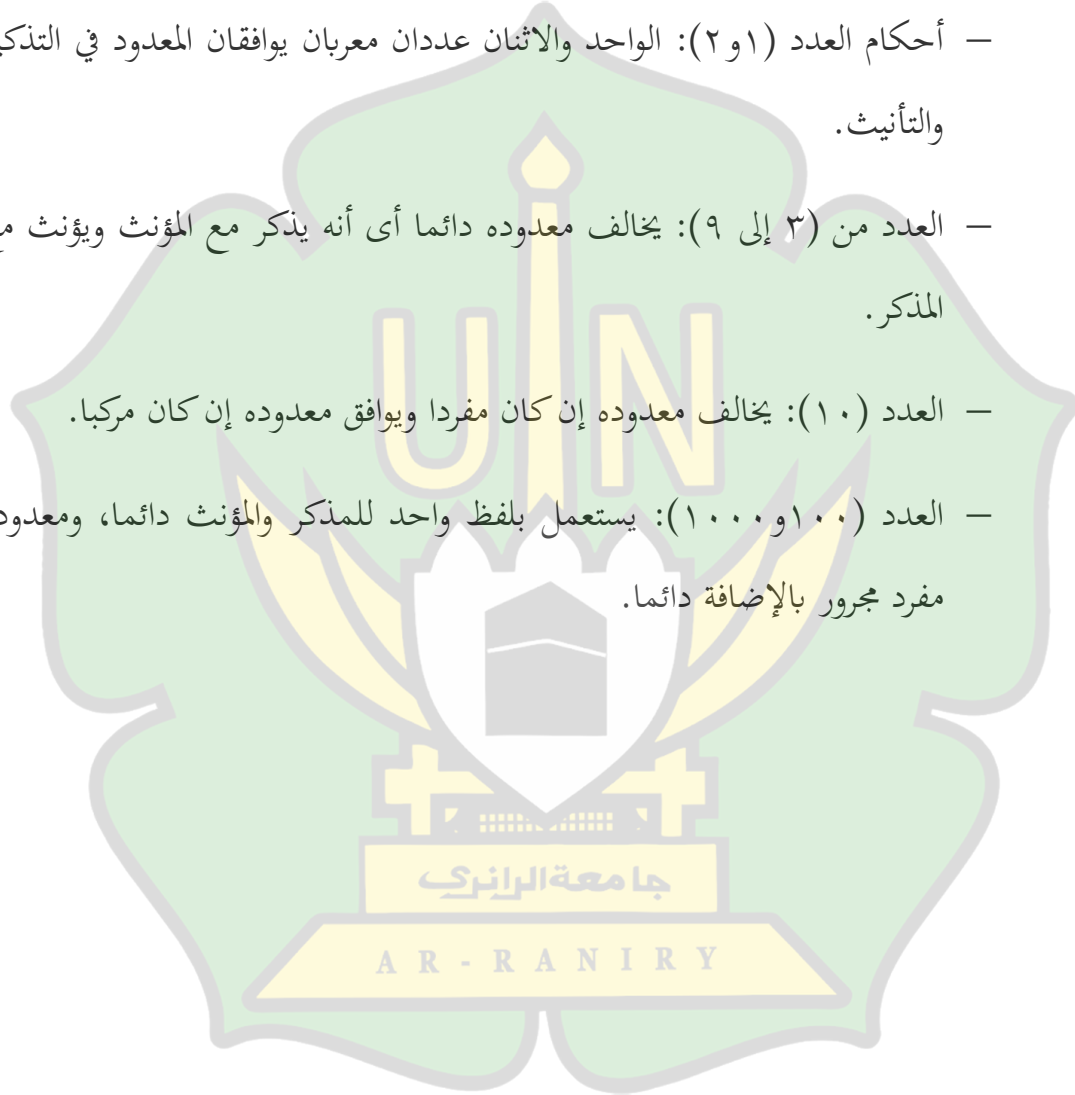 – أحكام العدد (١و٢): الواحد والاثنان عددان معربان يوافقان المعدود في التذكير
والتأنيث.
– العدد من (٣ إلى ٩): يخالف معدوده دائما أى أنه يذكر مع المؤنث ويؤنث مع
المذكر.
– العدد (١٠): يخالف معدوده إن كان مفردا ويوافق معدوده إن كان مركبا.
– العدد (١٠٠و١٠٠٠): يستعمل بلفظ واحد للمذكر والمؤنث دائما، ومعدود
مفرد مجرور بالإضافة دائما.
UIN
جامعة الرانري
AR-RANIRY